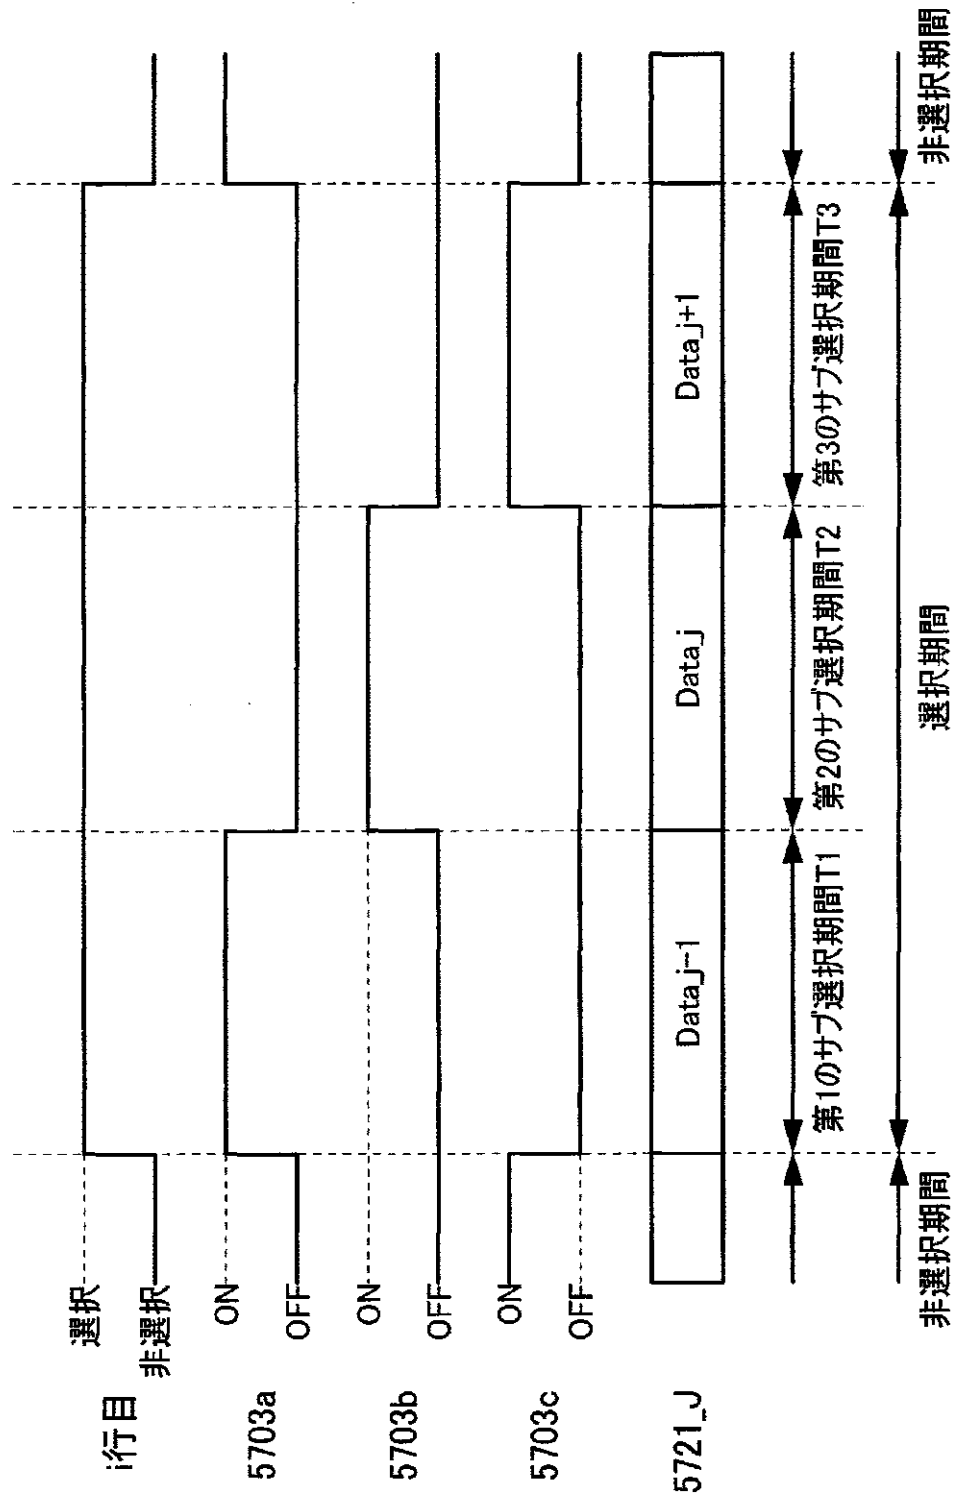 i行目
選択
非選択
5703a
ON
OFF
5703b
ON
OFF
5703c
ON
OFF
5721_J
Data_j-1
Data_j
Data_j+1
第1のサブ選択期間T1
第2のサブ選択期間T2
第3のサブ選択期間T3
非選択期間
選択期間
非選択期間